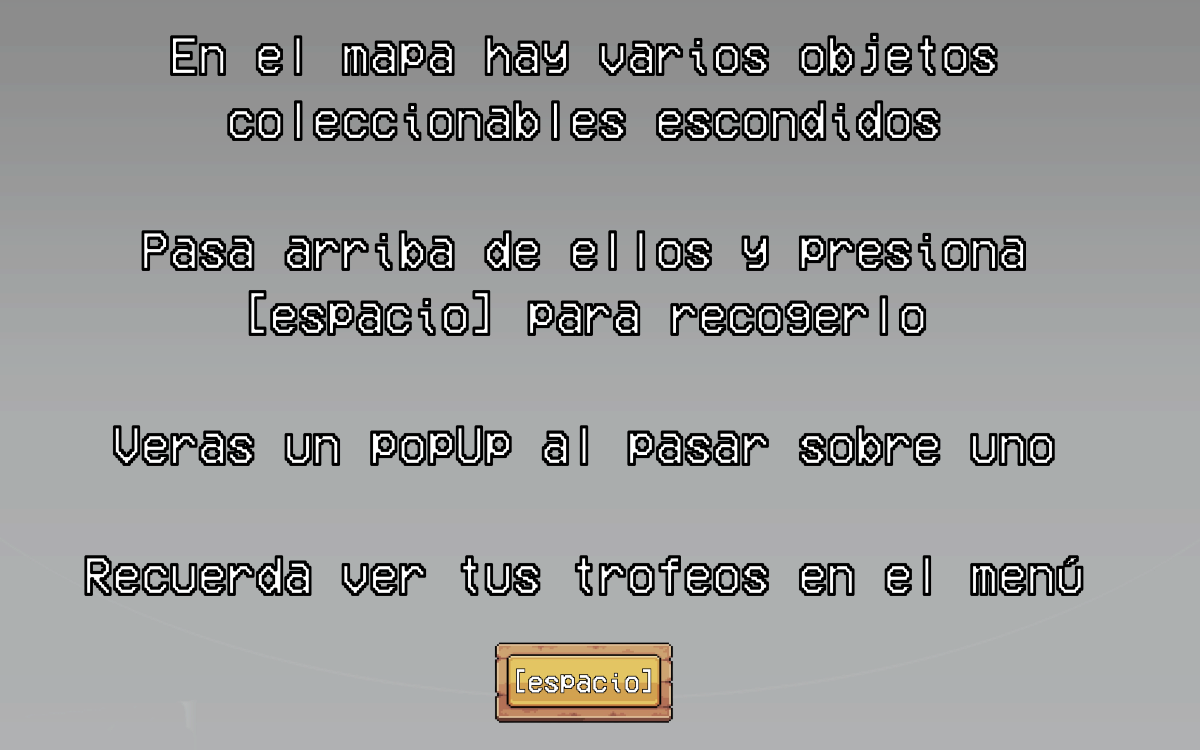 En el mapa hay varios objetos
coleccionables escondidos
Pasa arriba de ellos y presiona
[espacio] para recogerlo
Veras un popUp al pasar sobre uno
Recuerda ver tus trofeos en el menú
[espacio]